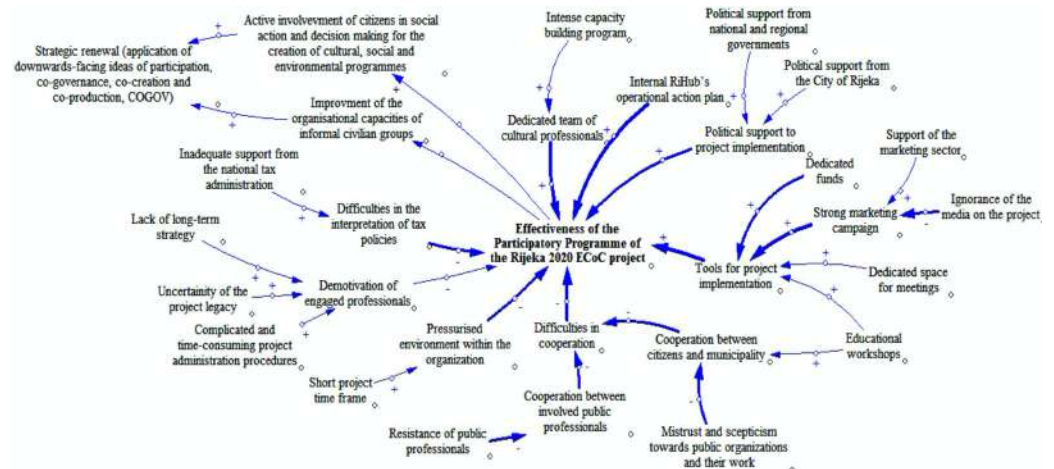 Active involvevment of citizens in social
action and decision making for the
creation of cultural, social and
environmental programmes
Strategic renewal (application of
downwards-facing ideas of participation,
co-governance, co-creation and
co-production, COGOV)
Improvment of the
organisational capacities of
informal civilian groups
Intense capacity
building program
Dedicated team of
cultural professionals
Internal RiHub's
operational action plan
Political support from
national and regional
governments
Political support from
the City of Rijeka
Political support to
project implementation
Support of the
marketing sector
Dedicated
funds
Strong marketing
campaign
Ignorance of the
media on the project
Inadequate support from
the national tax
administration
Difficulties in the
interpretation of tax
policies
Effectiveness of the
Participatory Programme of
the Rijeka 2020 ECoC project
Tools for project
implementation
Dedicated space
for meetings
Lack of long-term
strategy
Uncertainity of the
project legacy
Demotivation of
engaged professionals
Complicated and
time-consuming project
administration procedures
Pressurised
environment within the
organization
Short project
time frame
Difficulties in
cooperation
Cooperation between
citizens and municipality
Educational
workshops
Cooperation between
involved public
professionals
Resistance of public
professionals
Mistrust and scepticism
towards public organizations
and their work